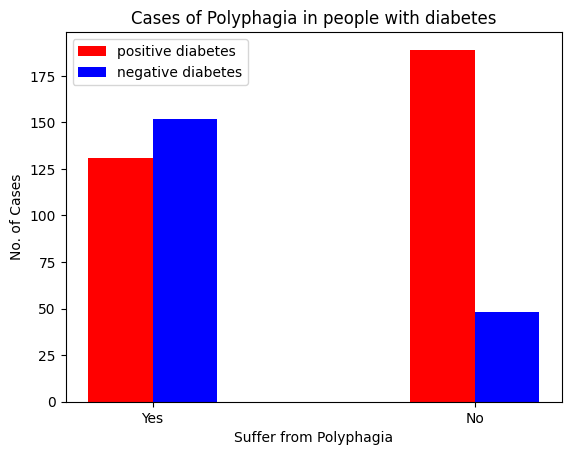 Cases of Polyphagia in people with diabetes
positive diabetes
negative diabetes
No. of Cases
175
150
125
100
75
50
25
0
Yes
No
Suffer from Polyphagia